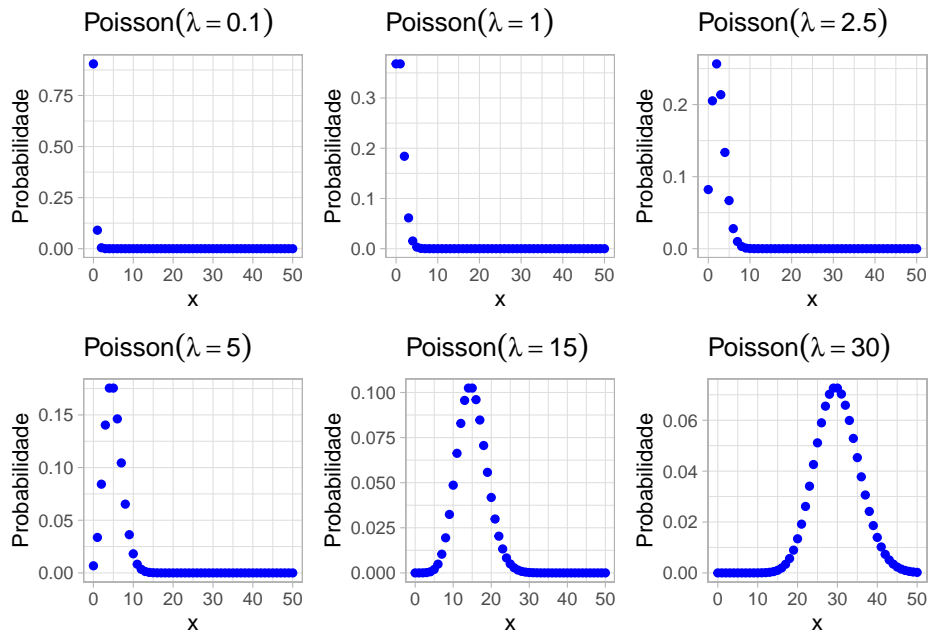 Poisson(λ = 0.1)
Probabilidade
0.75
0.50
0.25
0.00
0 10 20 30 40 50
x
Poisson(λ = 1)
Probabilidade
0.3
0.2
0.1
0.0
0 10 20 30 40 50
x
Poisson(λ = 2.5)
Probabilidade
0.2
0.1
0.0
0 10 20 30 40 50
x
Poisson(λ = 5)
Probabilidade
0.15
0.10
0.05
0.00
0 10 20 30 40 50
x
Poisson(λ = 15)
Probabilidade
0.100
0.075
0.050
0.025
0.000
0 10 20 30 40 50
x
Poisson(λ = 30)
Probabilidade
0.06
0.04
0.02
0.00
0 10 20 30 40 50
x